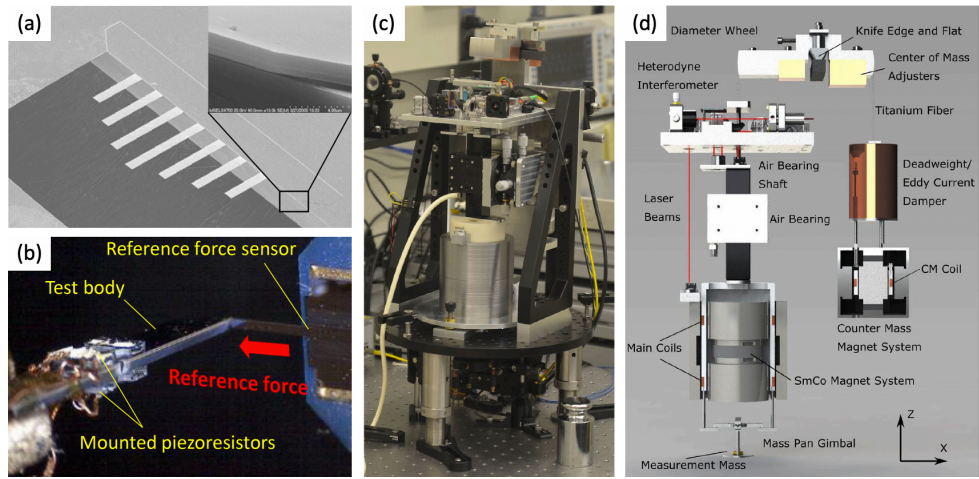 (a)
(b)
Reference force sensor
Test body
Reference force
Mounted piezoresistors
(c)
(d)
Diameter Wheel
Knife Edge and Flat
Heterodyne
Interferometer
Center of Mass
Adjusters
Titanium Fiber
Air Bearing
Shaft
Deadweight/
Eddy Current
Damper
Laser
Beams
Air Bearing
CM Coil
Counter Mass
Magnet System
Main Coils
SmCo Magnet System
Mass Pan Gimbal
Measurement Mass
Z
X